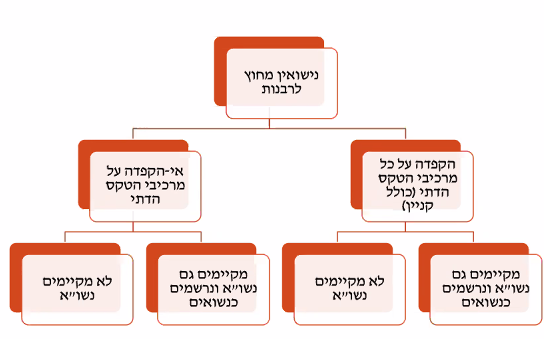 נישואין מחוץ
לרבנות
הקפדה על כל
מרכיבי הטקס
הדתי (כולל
קניין)
אי-הקפדה על
מרכיבי הטקס
הדתי
מקיימים גם
נשו״א ונרשמים
כנשואים
לא מקיימים
נשו״א
מקיימים גם
נשו״א ונרשמים
כנשואים
לא מקיימים
נשו״א